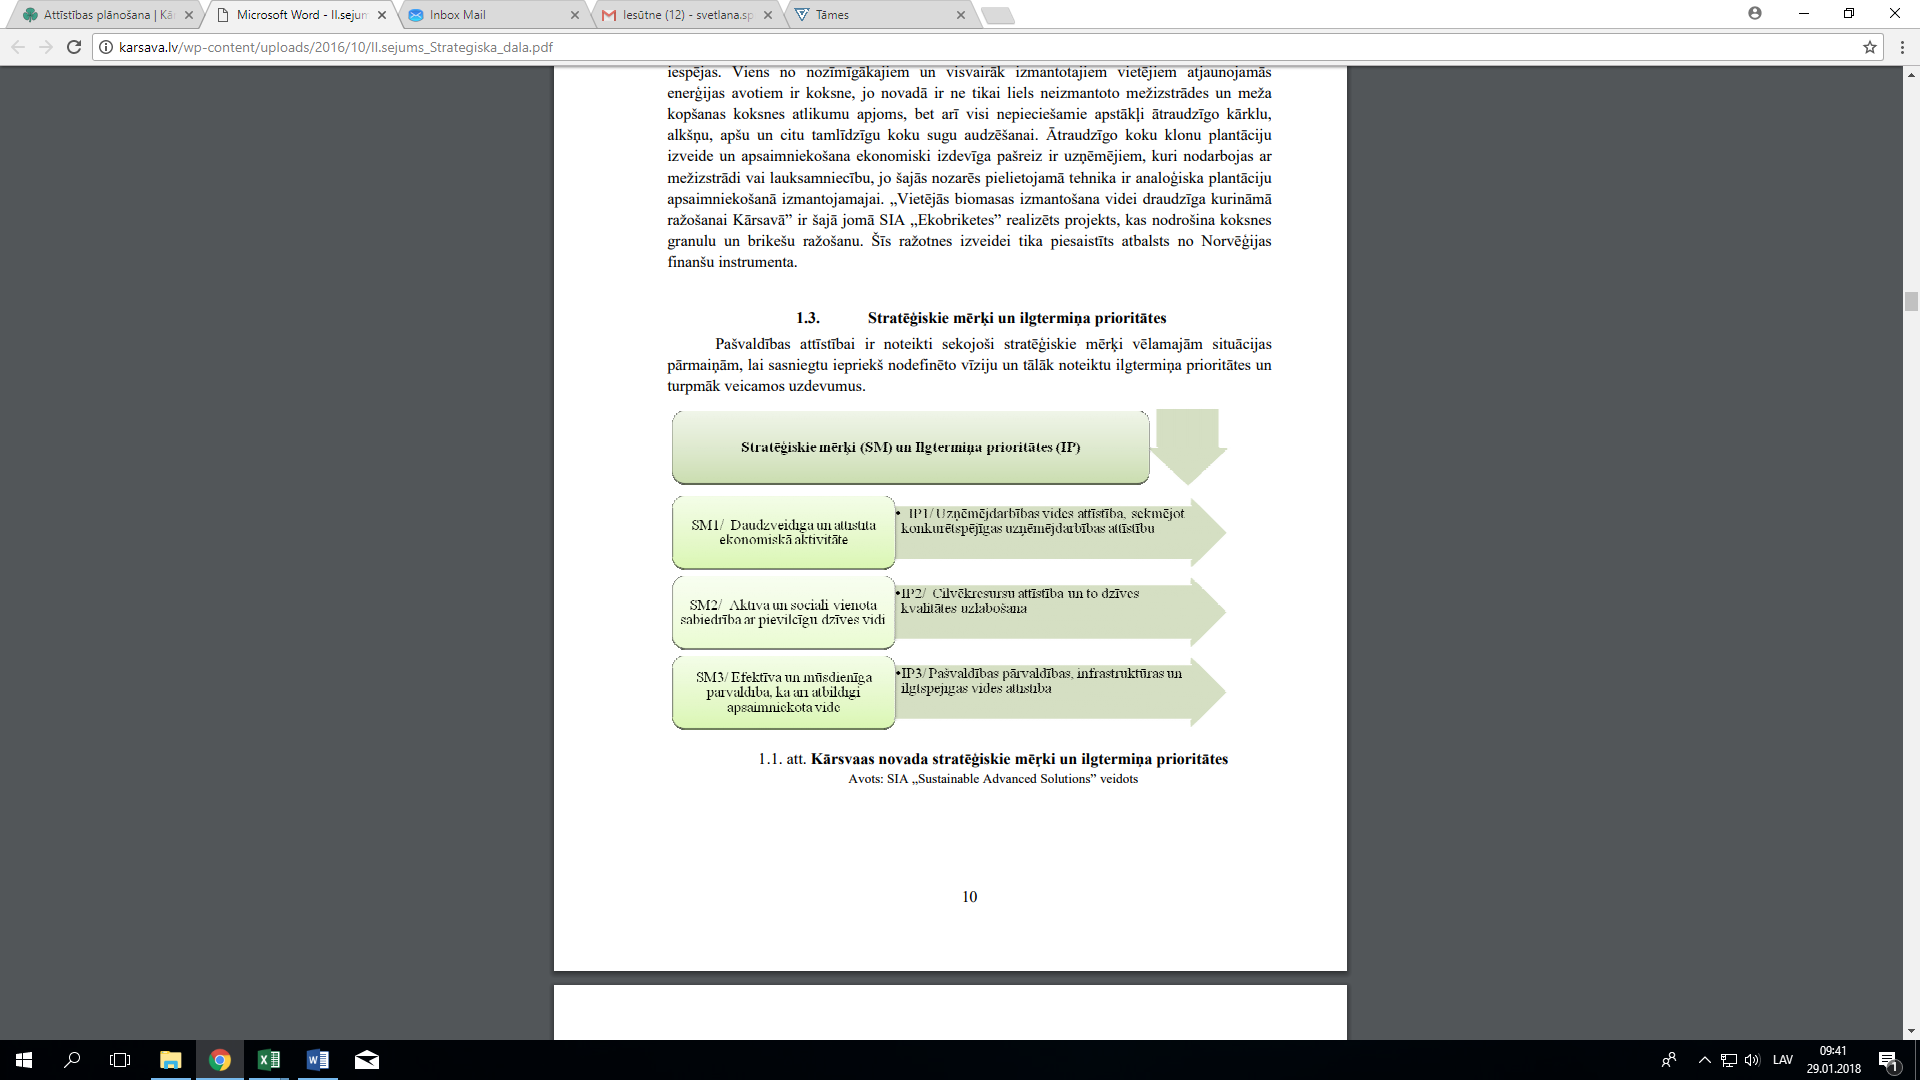 Attīstības plānošana | Kā
Microsoft Word - II.sejum
Inbox Mail
Iesūtne (12) - svetlana.sp
Tāmes
karsava.lv/wp-content/uploads/2016/10/II.sejums_Strategiska_dala.pdf
iespējas. Viens no nozīmīgākajiem un visvairāk izmantotajiem vietējiem atjaunojamās
enerģijas avotiem ir koksne, jo novadā ir ne tikai liels neizmantoto mežizstrādes un meža
kopšanas koksnes atlikumu apjoms, bet arī visi nepieciešamie apstākļi ātraudzīgo kārklu,
alkšņu, apšu un citu tamlīdzīgu koku sugu audzēšanai. Ātraudzīgo koku klonu plantāciju
izveide un apsaimniekošana ekonomiski izdevīga pašreiz ir uzņēmējiem, kuri nodarbojas ar
mežizstrādi vai lauksamniecību, jo šajās nozarēs pielietojamā tehnika ir analoģiska plantāciju
apsaimniekošanā izmantojamajai. „Vietējās biomasas izmantošana videi draudzīga kurināmā
ražošanai Kārsavā” ir šajā jomā SIA „Ekobriketes” realizēts projekts, kas nodrošina koksnes
granulu un brikešu ražošanu. Šīs ražotnes izveidei tika piesaistīts atbalsts no Norvēģijas
finanšu instrumenta.
1.3. Stratēģiskie mērķi un ilgtermiņa prioritātes
Pašvaldības attīstībai ir noteikti sekojoši stratēģiskie mērķi vēlamajām situācijas
pārmaiņām, lai sasniegtu iepriekš nodefinēto vīziju un tālāk noteiktu ilgtermiņa prioritātes un
turpmāk veicamos uzdevumus.
Stratēģiskie mērķi (SM) un Ilgtermiņa prioritātes (IP)
SM1/ Daudzveidīga un attīstīta
ekonomiskā aktivitāte
• IP1/ Uzņēmējdarbības vides attīstība, sekmējot
konkurētspējīgas uzņēmējdarbības attīstību
SM2/ Aktīva un sociāli vienota
sabiedrība ar pievilcīgu dzīves vidi
•IP2/ Cilvēkresursu attīstība un to dzīves
kvalitātes uzlabošana
SM3/ Efektīva un mūsdienīga
pārvaldība, kā arī atbildīgi
apsaimniekota vide
•IP3/ Pašvaldības pārvaldības, infrastruktūras un
ilgtspējīgas vides attīstība
1.1. att. Kārsvaas novada stratēģiskie mērķi un ilgtermiņa prioritātes
Avots: SIA „Sustainable Advanced Solutions” veidots
10
LAV
09:41
29.01.2018
1